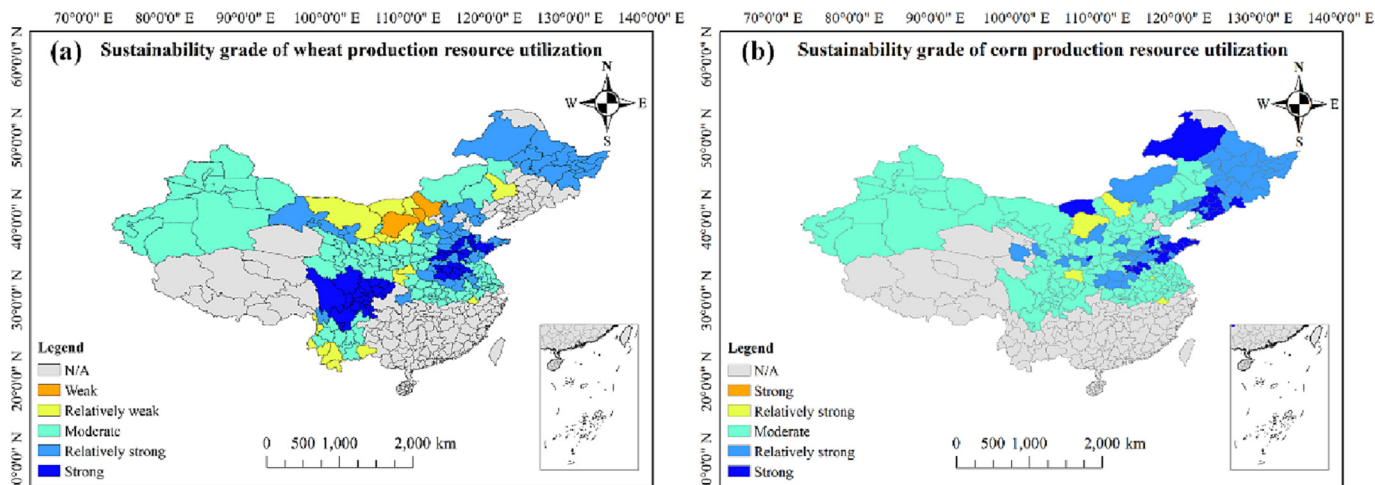 70°0'0" E 80°0'0" E 90°0'0" E 100°0'0" E 110°0'0" E 120°0'0" E 130°0'0" E 140°0'0" E
(a) Sustainability grade of wheat production resource utilization
N
W E
S
60°0'0" N
50°0'0" N
40°0'0" N
30°0'0" N
20°0'0" N
10°0'0" N
0°0'0" N
Legend
N/A
Weak
Relatively weak
Moderate
Relatively strong
Strong
0 500 1,000 2,000 km
70°0'0" E 80°0'0" E 90°0'0" E 100°0'0" E 110°0'0" E 120°0'0" E 130°0'0" E 140°0'0" E
(b) Sustainability grade of corn production resource utilization
N
W E
S
60°0'0" N
50°0'0" N
40°0'0" N
30°0'0" N
20°0'0" N
10°0'0" N
0°0'0" N
Legend
N/A
Strong
Relatively strong
Moderate
Relatively strong
Strong
0 500 1,000 2,000 km